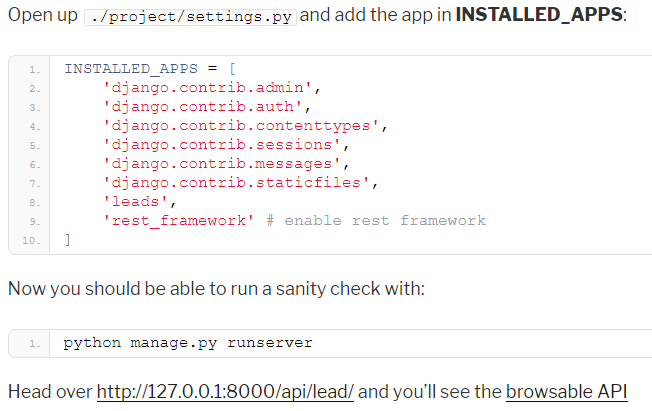 Open up ./project/settings.py and add the app in INSTALLED_APPS:
1. INSTALLED_APPS = [
2. 'django.contrib.admin',
3. 'django.contrib.auth',
4. 'django.contrib.contenttypes',
5. 'django.contrib.sessions',
6. 'django.contrib.messages',
7. 'django.contrib.staticfiles',
8. 'leads',
9. 'rest_framework' # enable rest framework
10. ]
Now you should be able to run a sanity check with:
1. python manage.py runserver
Head over http://127.0.0.1:8000/api/lead/ and you'll see the browsable API